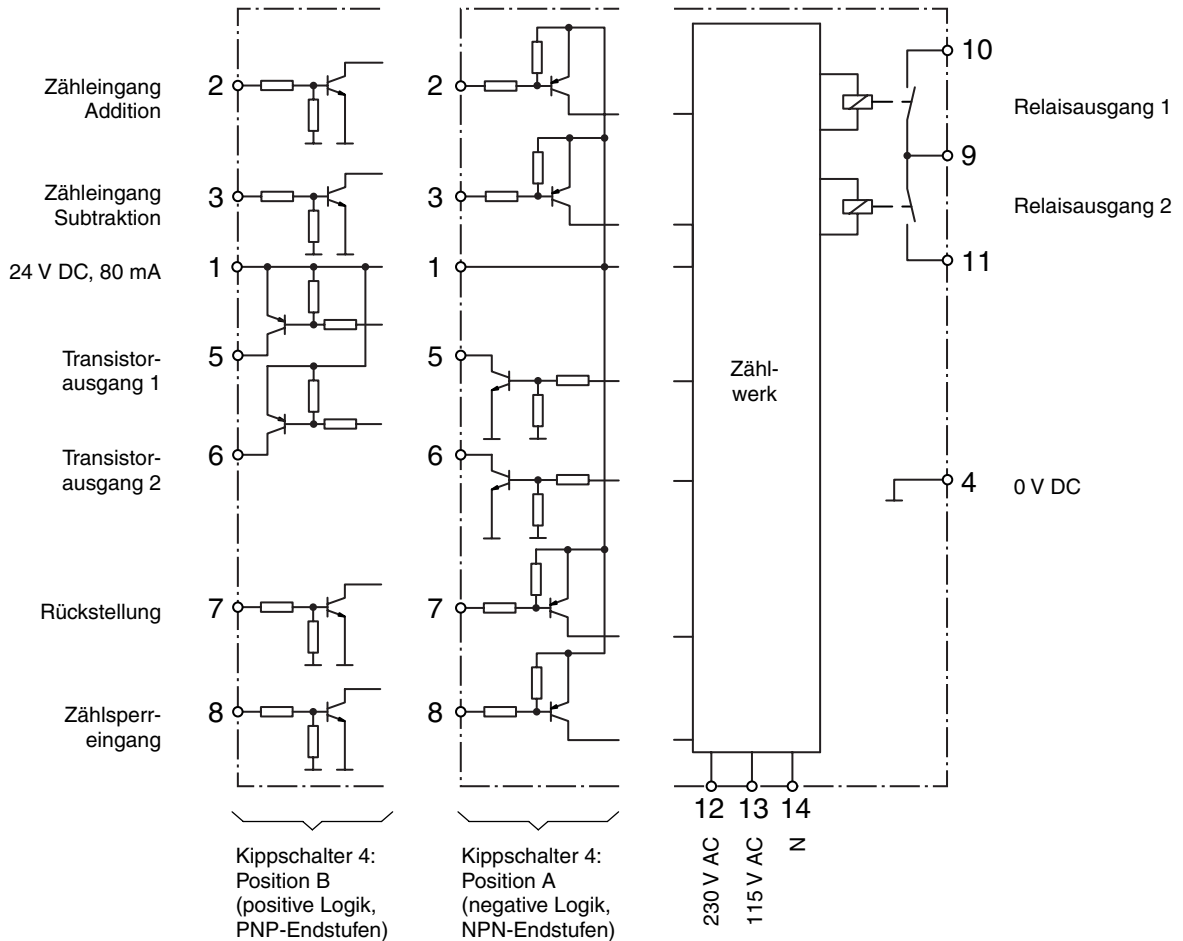 Zähleingang
Addition
2
2
10
Relaisausgang 1
9
Zähleingang
Subtraktion
3
3
Relaisausgang 2
24 V DC, 80 mA
1
1
11
Transistor-
ausgang 1
5
5
Zähl-
werk
Transistor-
ausgang 2
6
6
4
0 V DC
Rückstellung
7
7
Zählsperr-
eingang
8
8
12
13
14
230 V AC
115 V AC
N
Kippschalter 4:
Position B
(positive Logik,
PNP-Endstufen)
Kippschalter 4:
Position A
(negative Logik,
NPN-Endstufen)